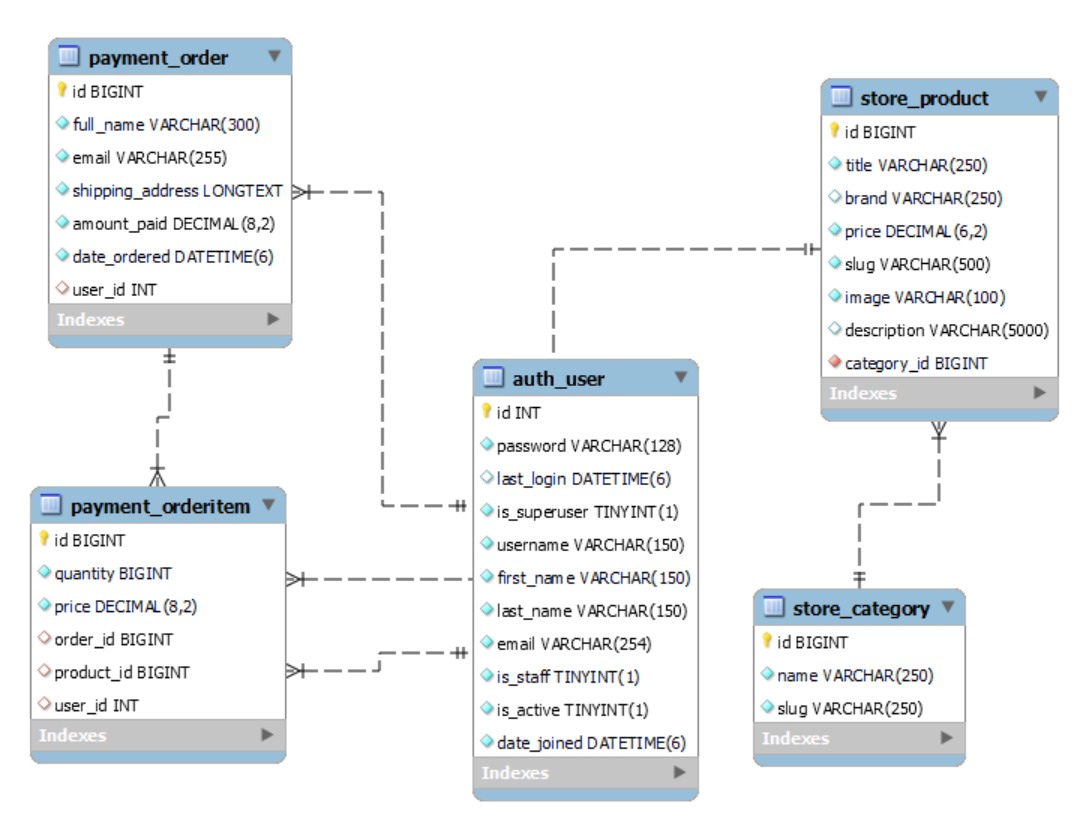 payment_order
id BIGINT
full_name VARCHAR(300)
email VARCHAR(255)
shipping_address LONGTEXT
amount_paid DECIMAL(8,2)
date_ordered DATETIME(6)
user_id INT
Indexes
store_product
id BIGINT
title VARCHAR(250)
brand VARCHAR(250)
price DECIMAL(6,2)
slug VARCHAR(500)
image VARCHAR(100)
description VARCHAR(5000)
category_id BIGINT
Indexes
auth_user
id INT
password VARCHAR(128)
last_login DATETIME(6)
is_superuser TINYINT(1)
username VARCHAR(150)
first_name VARCHAR(150)
last_name VARCHAR(150)
email VARCHAR(254)
is_staff TINYINT(1)
is_active TINYINT(1)
date_joined DATETIME(6)
Indexes
payment_orderitem
id BIGINT
quantity BIGINT
price DECIMAL(8,2)
order_id BIGINT
product_id BIGINT
user_id INT
Indexes
store_category
id BIGINT
name VARCHAR(250)
slug VARCHAR(250)
Indexes